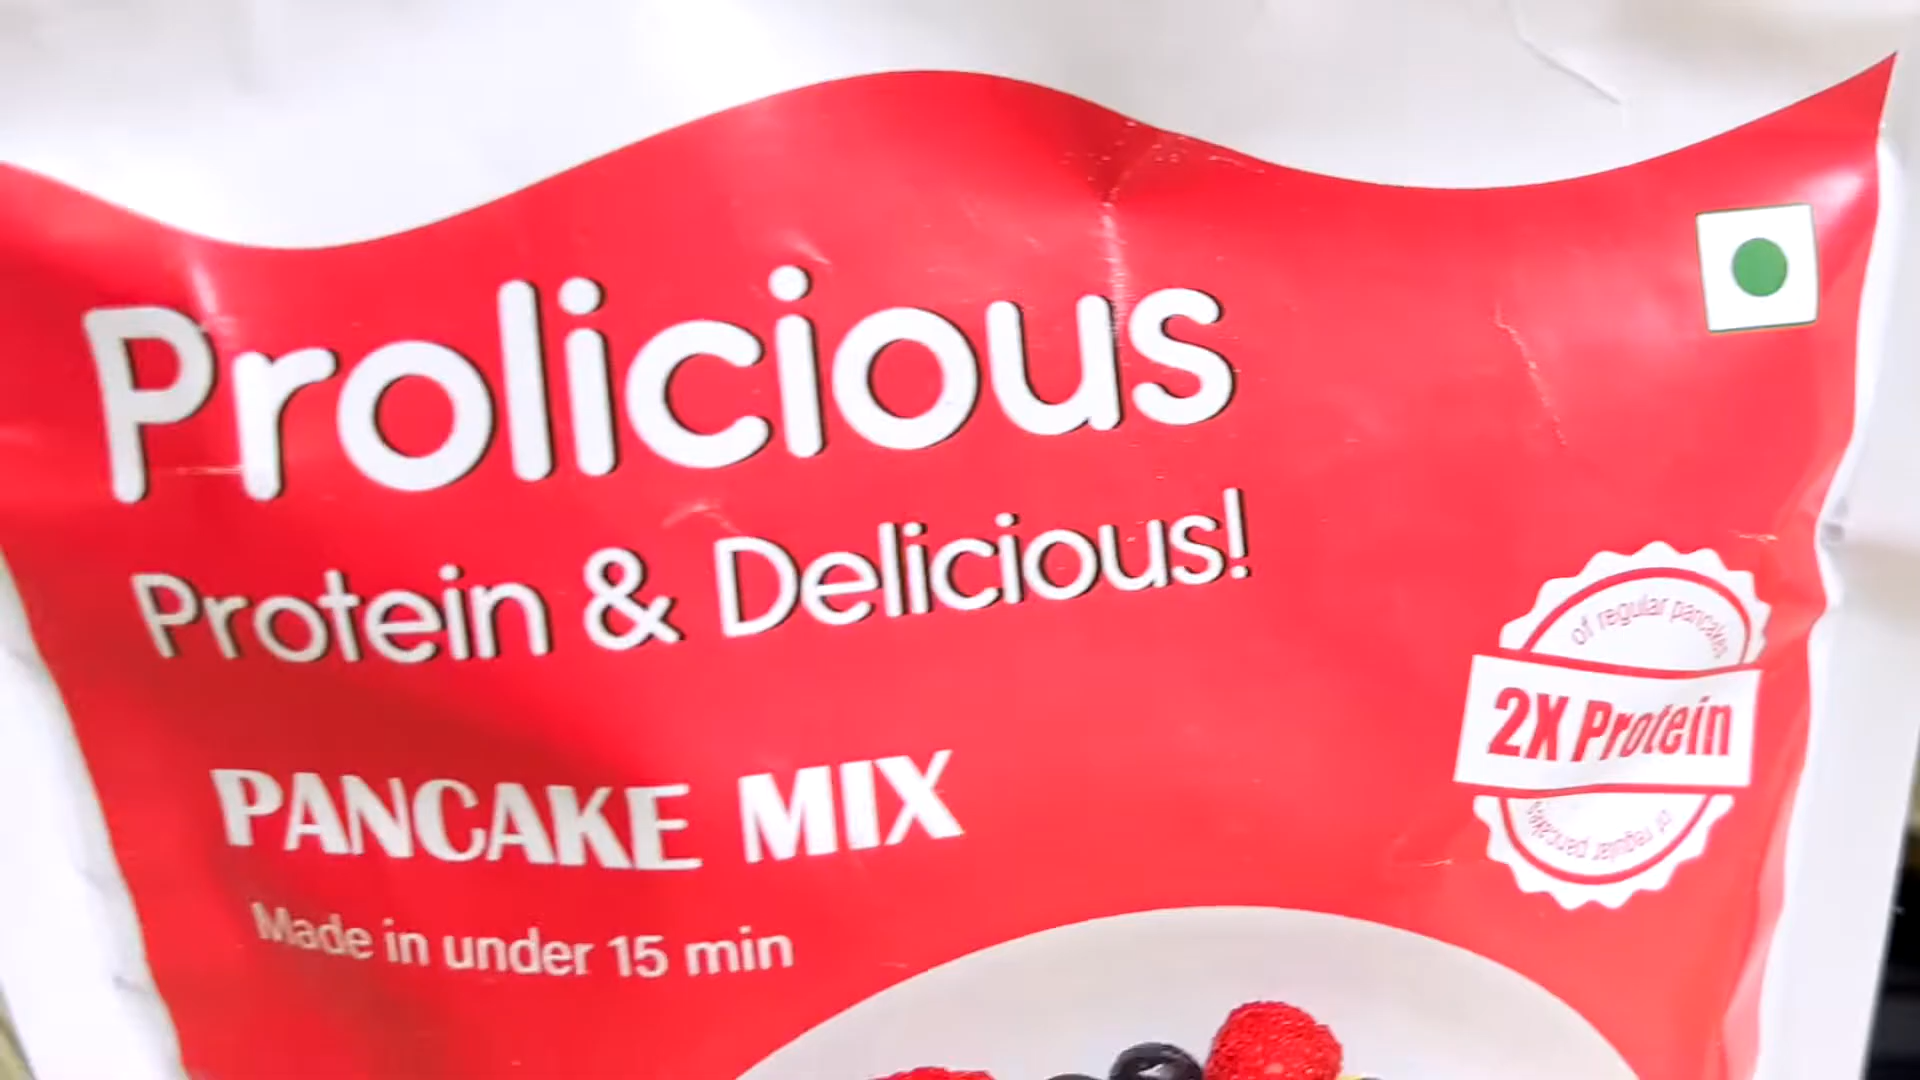 Prolicious
Protein & Delicious!
of regular pancakes
2X Protein
of regular pancakes
PANCAKE MIX
Made in under 15 min